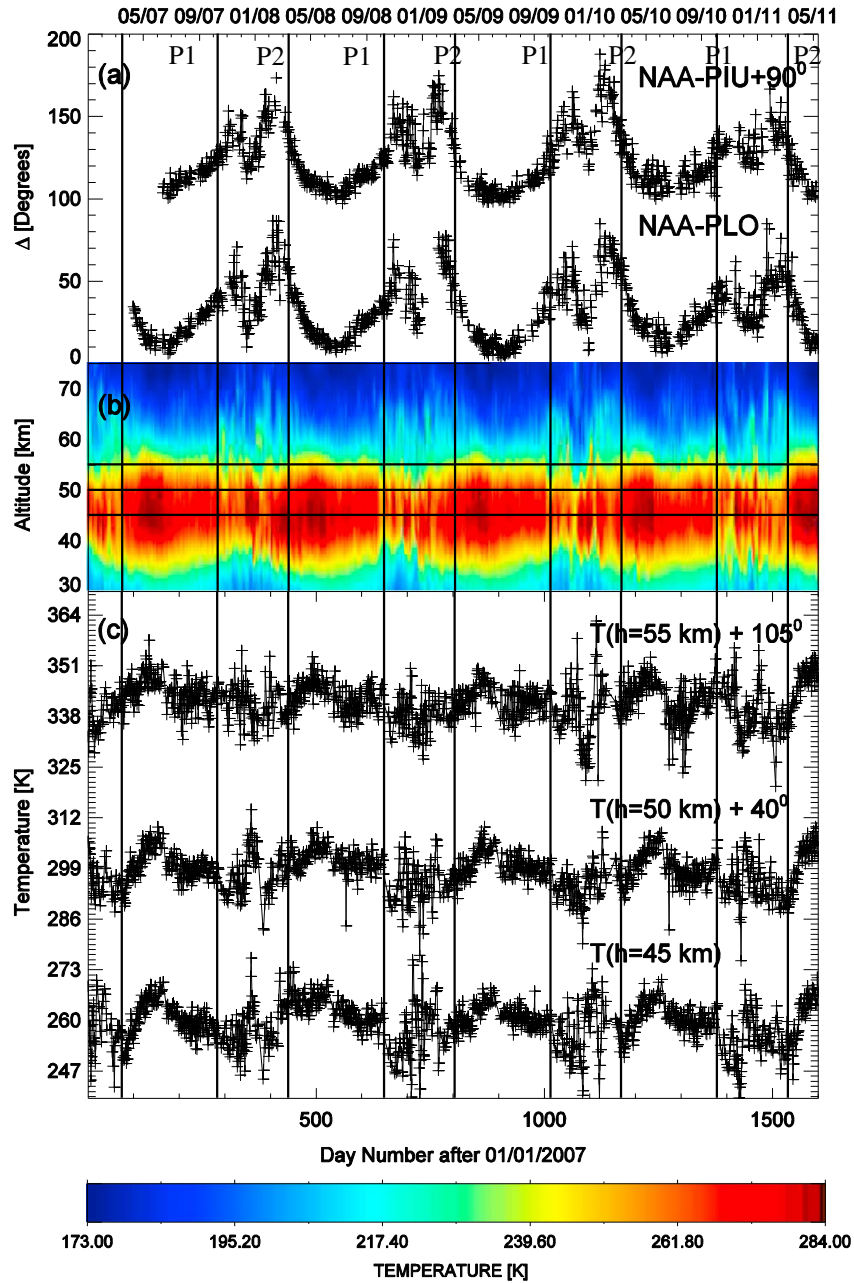 05/07 09/07 01/08 05/08 09/08 01/09 05/09 09/09 01/10 05/10 09/10 01/11 05/11
P1 P2 P1 P2 P1 P2 P1 P2
(a)
NAA-PIU+90⁰
NAA-PLO
Δ [Degrees]
200
150
100
50
0
(b)
Altitude [km]
70
60
50
40
30
(c)
T(h=55 km) + 105⁰
T(h=50 km) + 40⁰
T(h=45 km)
Temperature [K]
364
351
338
325
312
299
286
273
260
247
500 1000 1500
Day Number after 01/01/2007
173.00 195.20 217.40 239.60 261.80 284.00
TEMPERATURE [K]